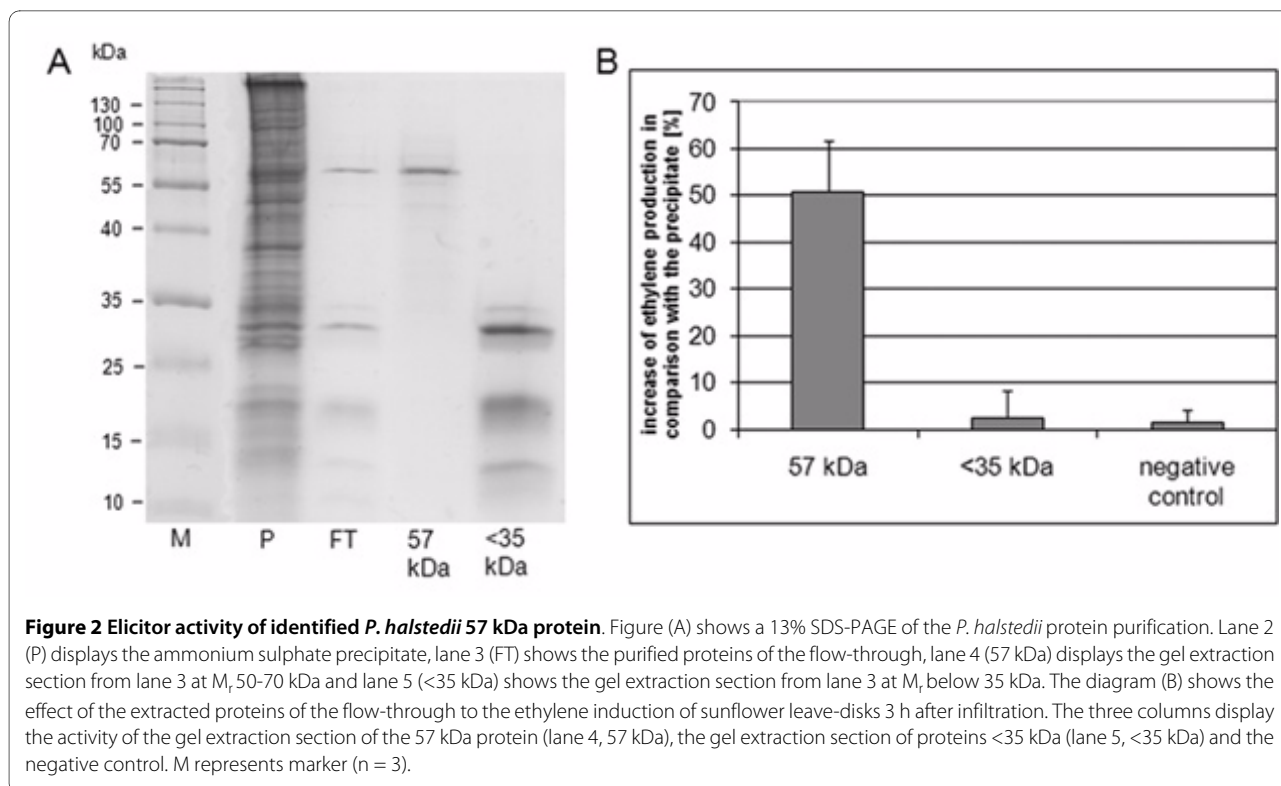 A
kDa
130
100
70
55
40
35
25
15
10
M P FT 57 kDa <35 kDa
B
increase of ethylene production in
comparison with the precipitate [%]
70
60
50
40
30
20
10
0
57 kDa <35 kDa negative
control
Figure 2 Elicitor activity of identified P. halstedii 57 kDa protein. Figure (A) shows a 13% SDS-PAGE of the P. halstedii protein purification. Lane 2
(P) displays the ammonium sulphate precipitate, lane 3 (FT) shows the purified proteins of the flow-through, lane 4 (57 kDa) displays the gel extraction
section from lane 3 at Mr 50-70 kDa and lane 5 (<35 kDa) shows the gel extraction section from lane 3 at Mr below 35 kDa. The diagram (B) shows the
effect of the extracted proteins of the flow-through to the ethylene induction of sunflower leave-disks 3 h after infiltration. The three columns display
the activity of the gel extraction section of the 57 kDa protein (lane 4, 57 kDa), the gel extraction section of proteins <35 kDa (lane 5, <35 kDa) and the
negative control. M represents marker (n = 3).